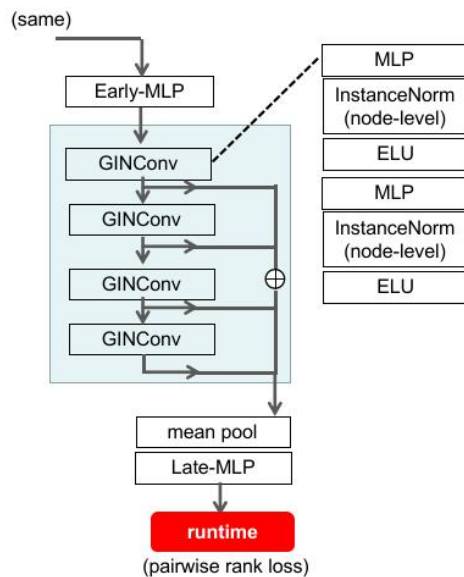 (same)
Early-MLP
GINConv
GINConv
GINConv
GINConv
mean pool
Late-MLP
runtime
(pairwise rank loss)
MLP
InstanceNorm
(node-level)
ELU
MLP
InstanceNorm
(node-level)
ELU